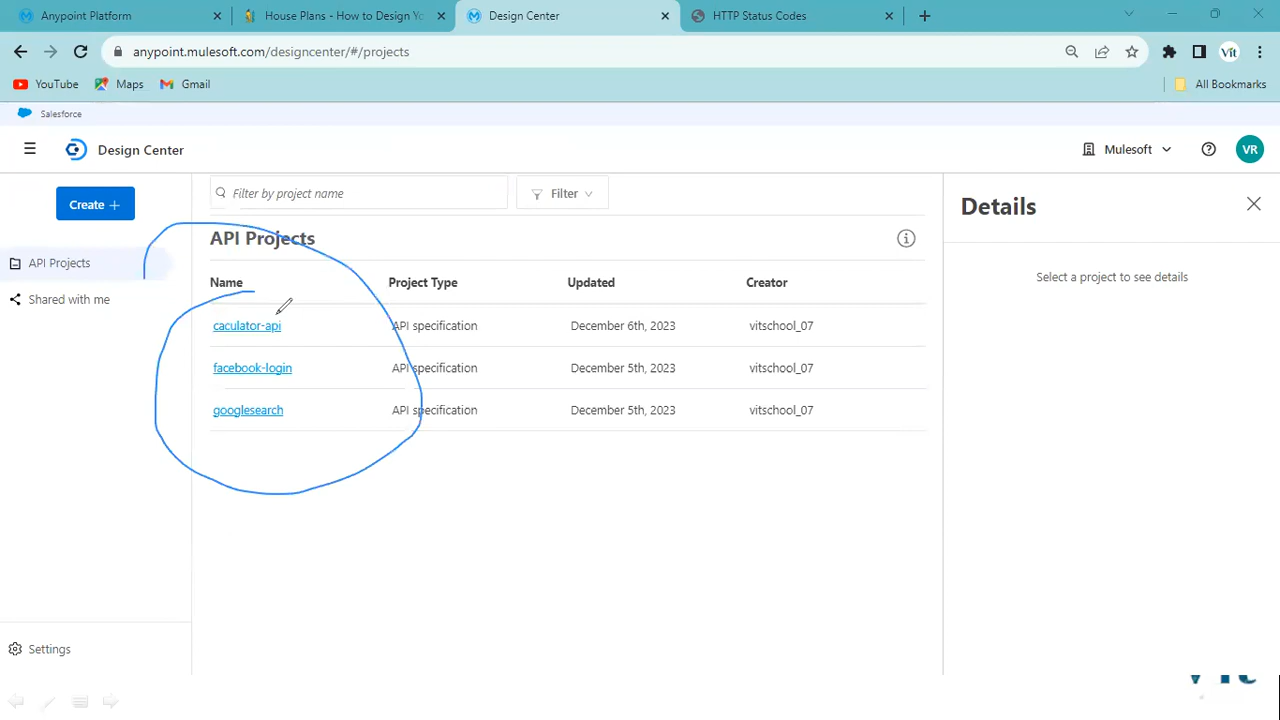 Anypoint Platform
House Plans - How to Design Yo
Design Center
HTTP Status Codes
anypoint.mulesoft.com/designcenter/#/projects
Vit
YouTube
Maps
Gmail
All Bookmarks
Salesforce
Design Center
Mulesoft
VR
Create +
Filter by project name
Filter
Details
API Projects
Shared with me
API Projects
Select a project to see details
Name Project Type Updated Creator
caculator-api API specification December 6th, 2023 vitschool_07
facebook-login API specification December 5th, 2023 vitschool_07
googlesearch API specification December 5th, 2023 vitschool_07
Settings